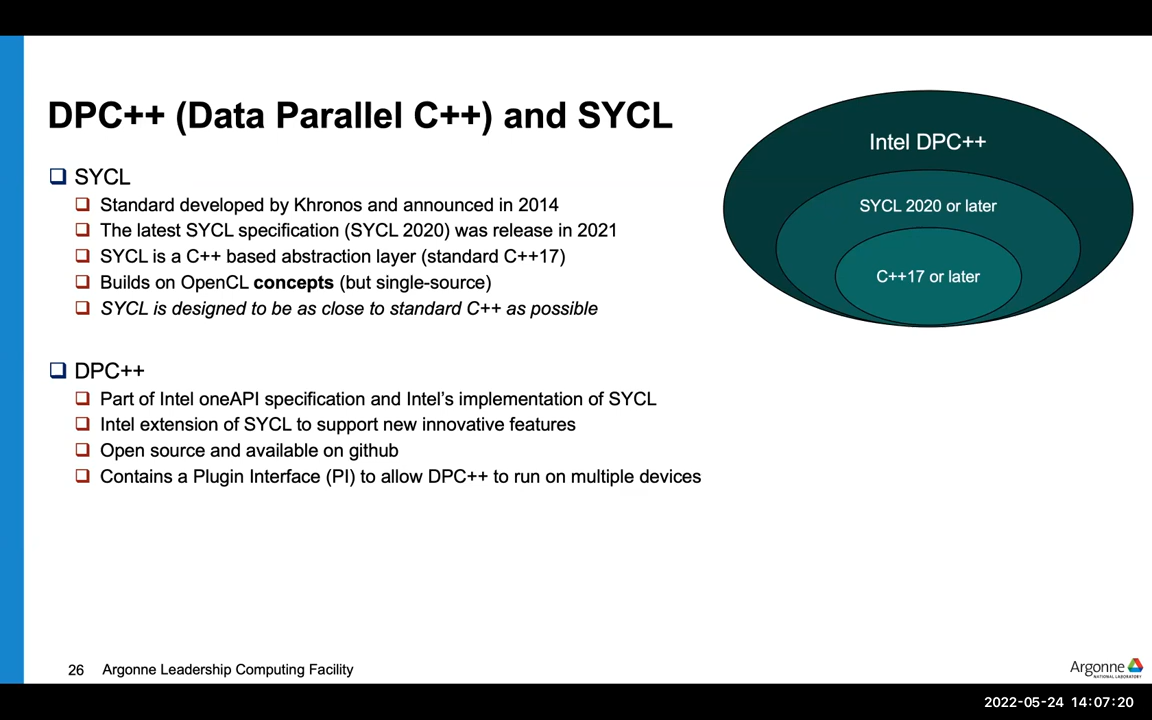 DPC++ (Data Parallel C++) and SYCL
SYCL
Standard developed by Khronos and announced in 2014
The latest SYCL specification (SYCL 2020) was release in 2021
SYCL is a C++ based abstraction layer (standard C++17)
Builds on OpenCL concepts (but single-source)
SYCL is designed to be as close to standard C++ as possible
DPC++
Part of Intel oneAPI specification and Intel's implementation of SYCL
Intel extension of SYCL to support new innovative features
Open source and available on github
Contains a Plugin Interface (PI) to allow DPC++ to run on multiple devices
Intel DPC++
SYCL 2020 or later
C++17 or later
26 Argonne Leadership Computing Facility
Argonne
NATIONAL LABORATORY
2022-05-24 14:07:20